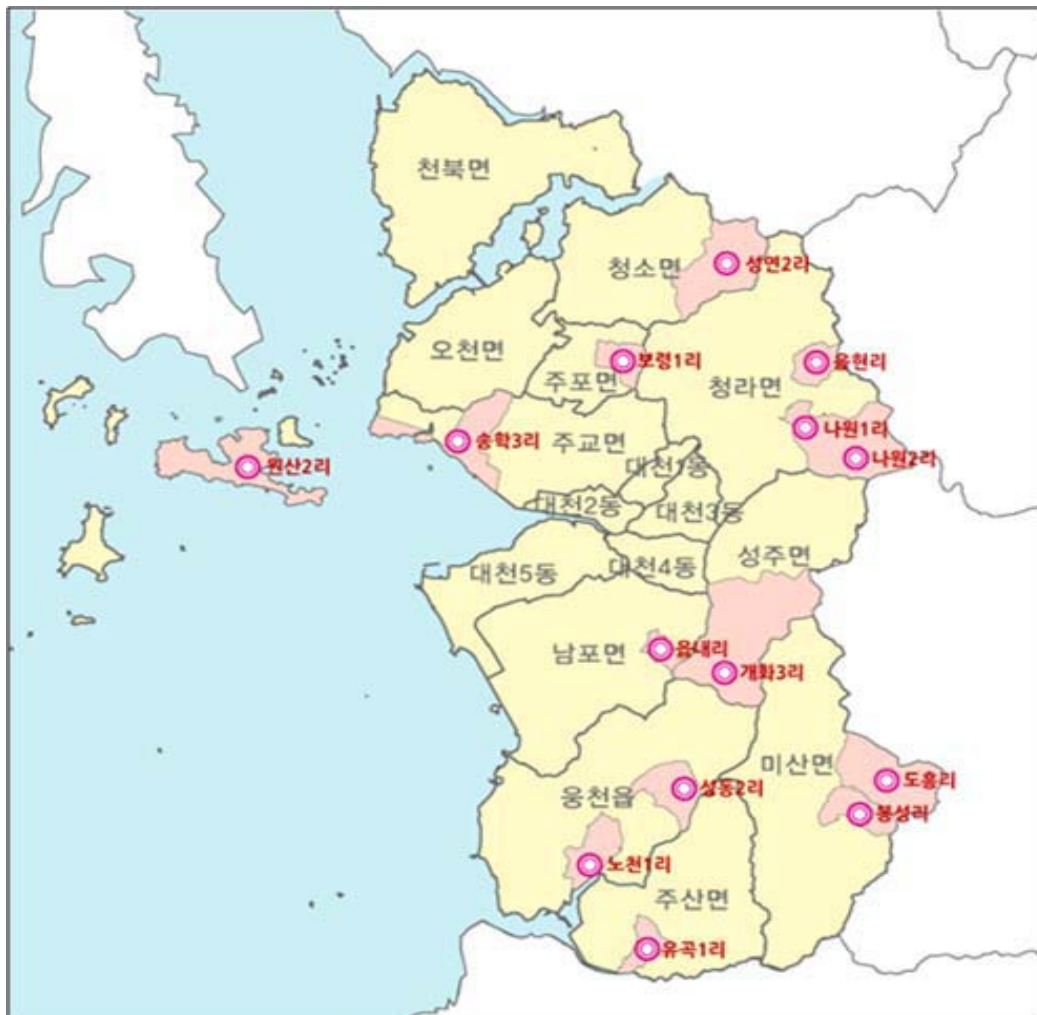 천북면
청소면
성연2리
오천면
주포면
보령1리
청라면
음현리
송학3리
주교면
나원1리
원산2리
대천1동
나원2리
대천2동
대천3동
성주면
대천5동
대천4동
남포면
읍내리
개화3리
미산면
도흥리
웅천읍
성동2리
봉성리
노천1리
주산면
유곡1리